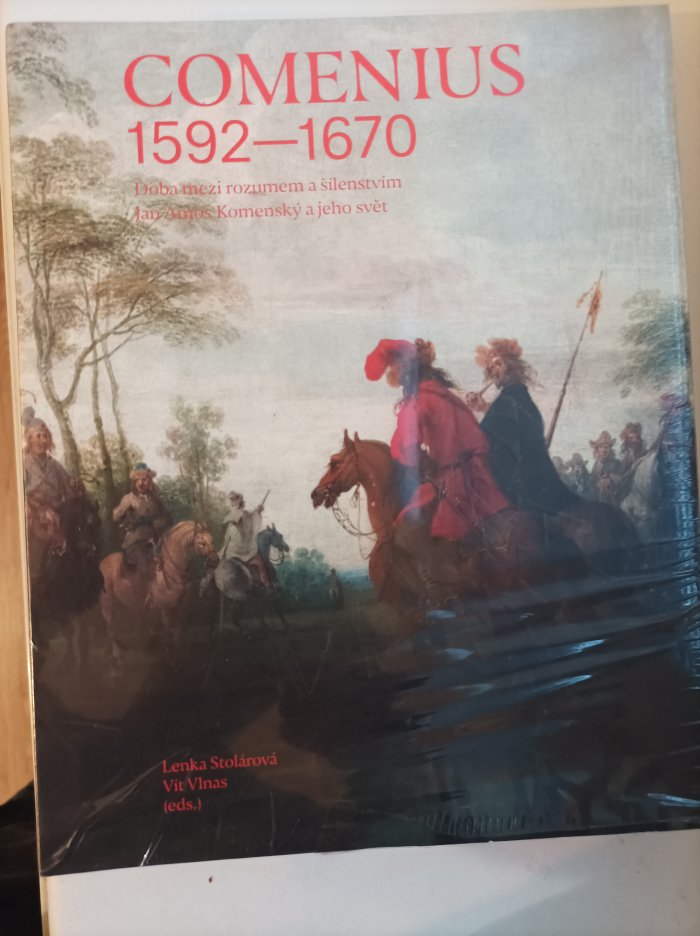 COMENIUS
1592—1670
Doba mezi rozumem a šílenstvím
Jan Amos Komenský a jeho svět
Lenka Stolárová
Vít Vlnas
(eds.)